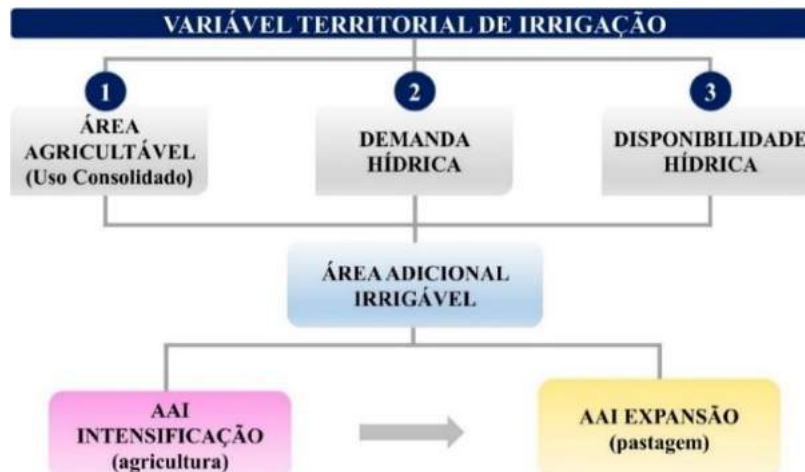 VARIÁVEL TERRITORIAL DE IRRIGAÇÃO
1
2
3
ÁREA
AGRICULTÁVEL
(Uso Consolidado)
DEMANDA
HÍDRICA
DISPONIBILIDADE
HÍDRICA
ÁREA ADICIONAL
IRRIGÁVEL
AAI
INTENSIFICAÇÃO
(agricultura)
AAI EXPANSÃO
(pastagem)